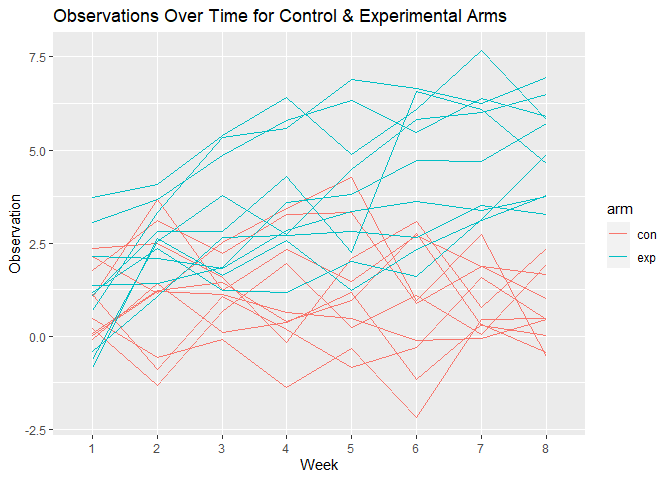 Observations Over Time for Control & Experimental Arms
7.5
5.0
2.5
0.0
-2.5
Observation
1 2 3 4 5 6 7 8
Week
arm
con
exp